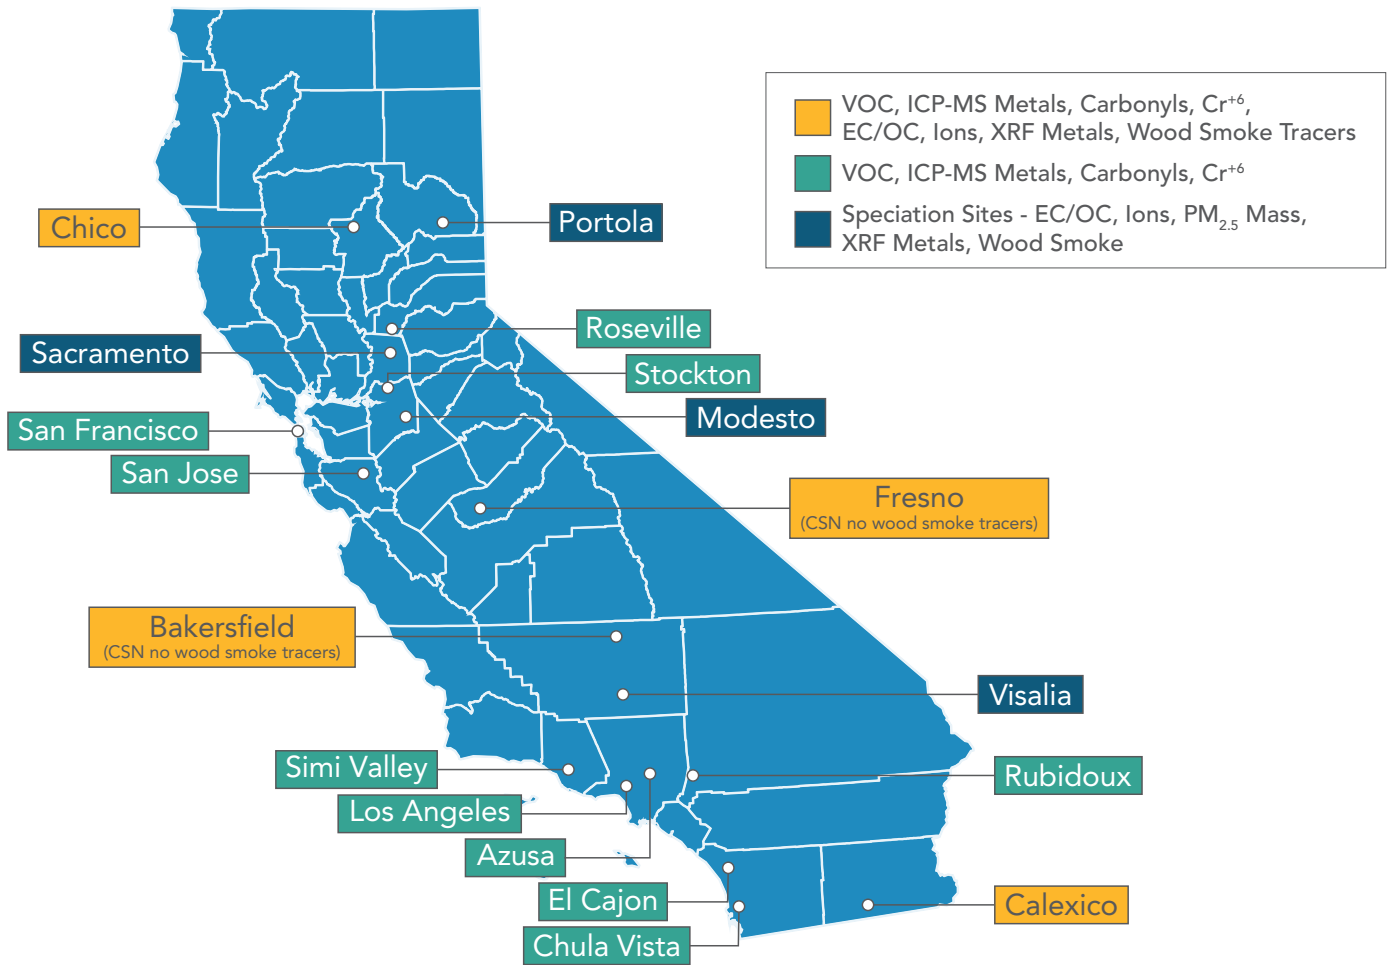 VOC, ICP-MS Metals, Carbonyls, Cr⁺⁶,
EC/OC, Ions, XRF Metals, Wood Smoke Tracers
VOC, ICP-MS Metals, Carbonyls, Cr⁺⁶
Speciation Sites - EC/OC, Ions, PM₂.₅ Mass,
XRF Metals, Wood Smoke
Chico
Portola
Roseville
Sacramento
Stockton
Modesto
San Francisco
San Jose
Fresno
(CSN no wood smoke tracers)
Bakersfield
(CSN no wood smoke tracers)
Visalia
Simi Valley
Rubidoux
Los Angeles
Azusa
El Cajon
Calexico
Chula Vista